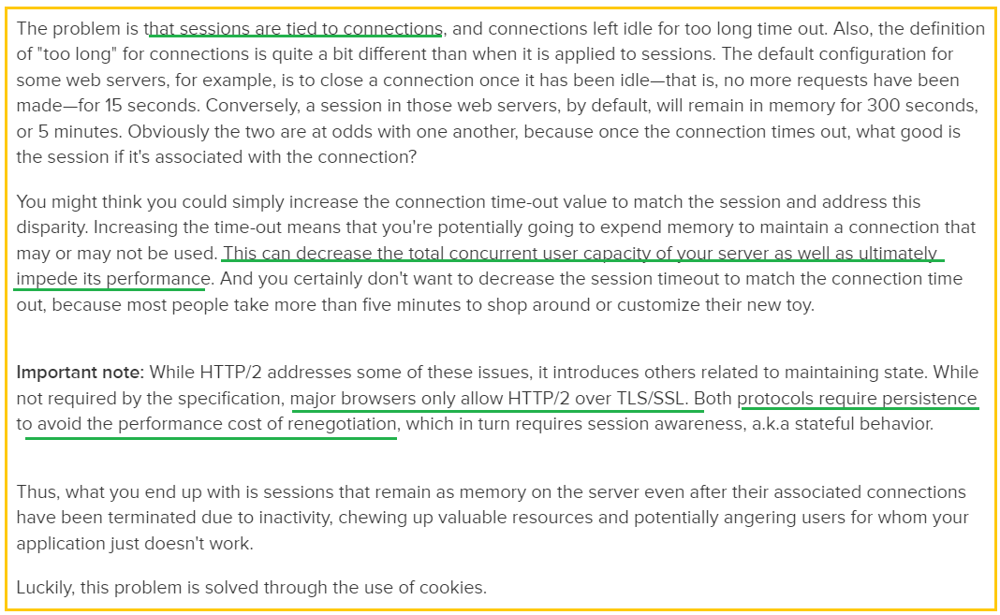 The problem is that sessions are tied to connections, and connections left idle for too long time out. Also, the definition
of "too long" for connections is quite a bit different than when it is applied to sessions. The default configuration for
some web servers, for example, is to close a connection once it has been idle—that is, no more requests have been
made—for 15 seconds. Conversely, a session in those web servers, by default, will remain in memory for 300 seconds,
or 5 minutes. Obviously the two are at odds with one another, because once the connection times out, what good is
the session if it's associated with the connection?
You might think you could simply increase the connection time-out value to match the session and address this
disparity. Increasing the time-out means that you're potentially going to expend memory to maintain a connection that
may or may not be used. This can decrease the total concurrent user capacity of your server as well as ultimately
impede its performance. And you certainly don't want to decrease the session timeout to match the connection time
out, because most people take more than five minutes to shop around or customize their new toy.
Important note: While HTTP/2 addresses some of these issues, it introduces others related to maintaining state. While
not required by the specification, major browsers only allow HTTP/2 over TLS/SSL. Both protocols require persistence
to avoid the performance cost of renegotiation, which in turn requires session awareness, a.k.a stateful behavior.
Thus, what you end up with is sessions that remain as memory on the server even after their associated connections
have been terminated due to inactivity, chewing up valuable resources and potentially angering users for whom your
application just doesn't work.
Luckily, this problem is solved through the use of cookies.